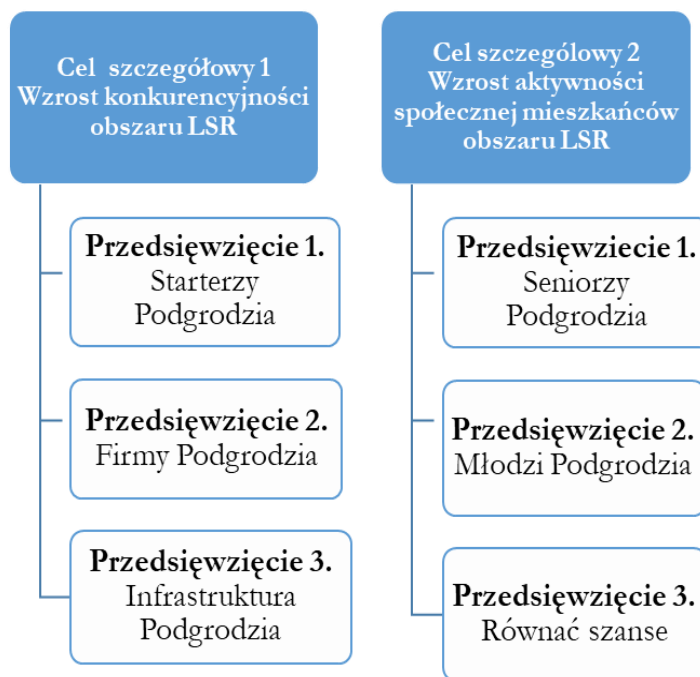 Cel szczegółowy 1
Wzrost konkurencyjności
obszaru LSR
Przedsięwzięcie 1.
Starterzy
Podgrodzia
Przedsięwzięcie 2.
Firmy Podgrodzia
Przedsięwzięcie 3.
Infrastruktura
Podgrodzia
Cel szczególowy 2
Wzrost aktywności
społecznej mieszkańców
obszaru LSR
Przedsięwziecie 1.
Seniorzy
Podgrodzia
Przedsięwzięcie 2.
Młodzi Podgrodzia
Przedsięwzięcie 3.
Równać szanse